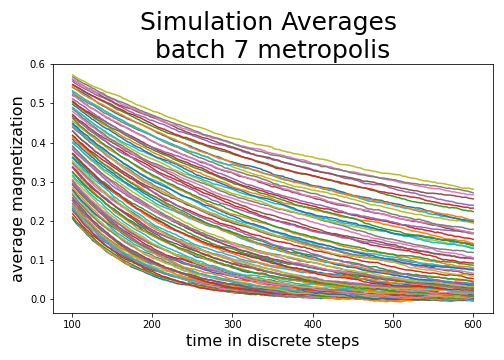 Simulation Averages
batch 7 metropolis
0.6
0.5
0.4
0.3
0.2
0.1
0.0
average magnetization
100 200 300 400 500 600
time in discrete steps